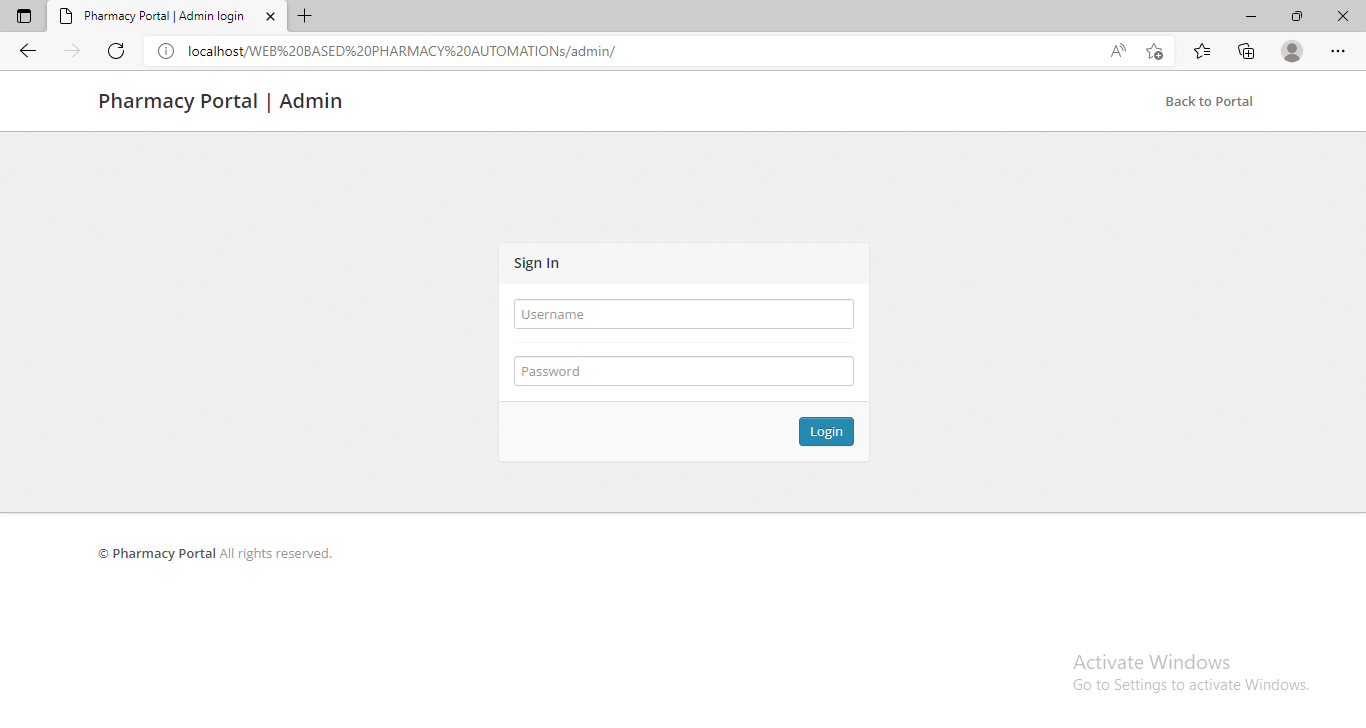 Pharmacy Portal | Admin login
localhost/WEB%20BASED%20PHARMACY%20AUTOMATIONs/admin/
Pharmacy Portal | Admin
Back to Portal
Sign In
Username
Password
Login
© Pharmacy Portal All rights reserved.
Activate Windows
Go to Settings to activate Windows.